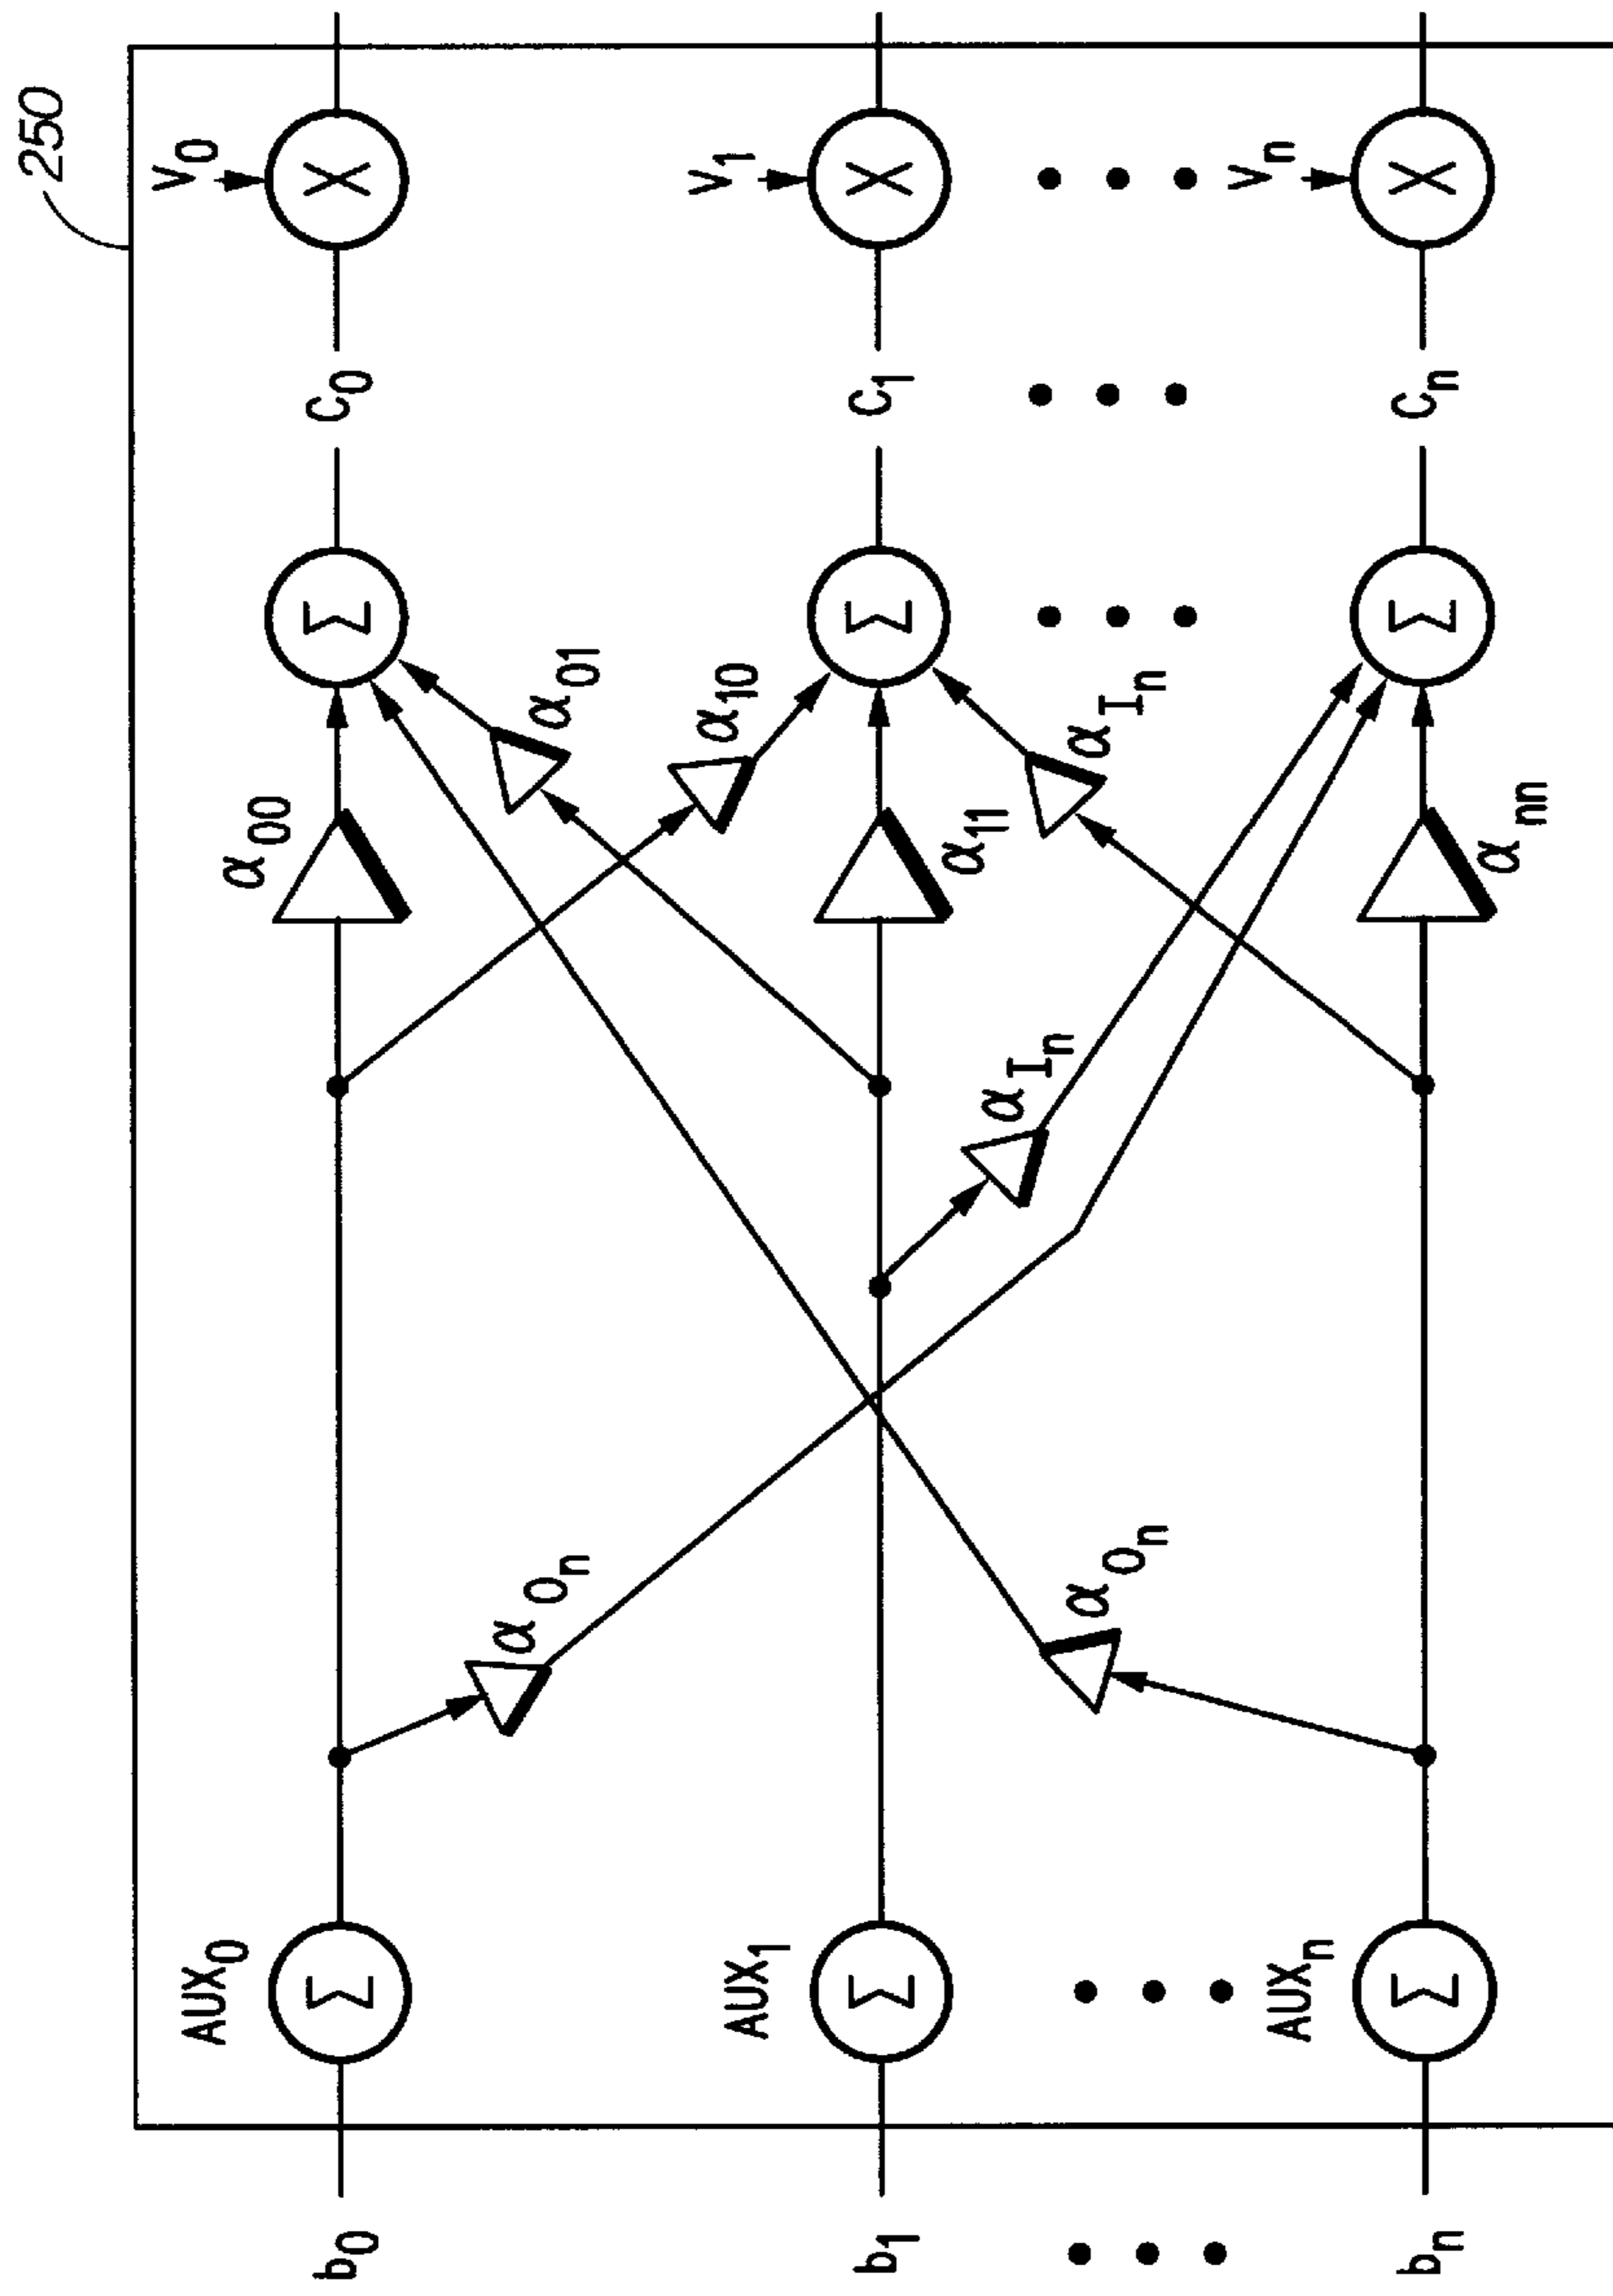 250
V0
V1
Vn
X
X
X
C0
C1
Cn
Σ
Σ
Σ
α00
α01
α10
α11
αIn
αnn
αIn
αOn
αOn
AUX0
AUX1
AUXn
Σ
Σ
Σ
b0
b1
bn